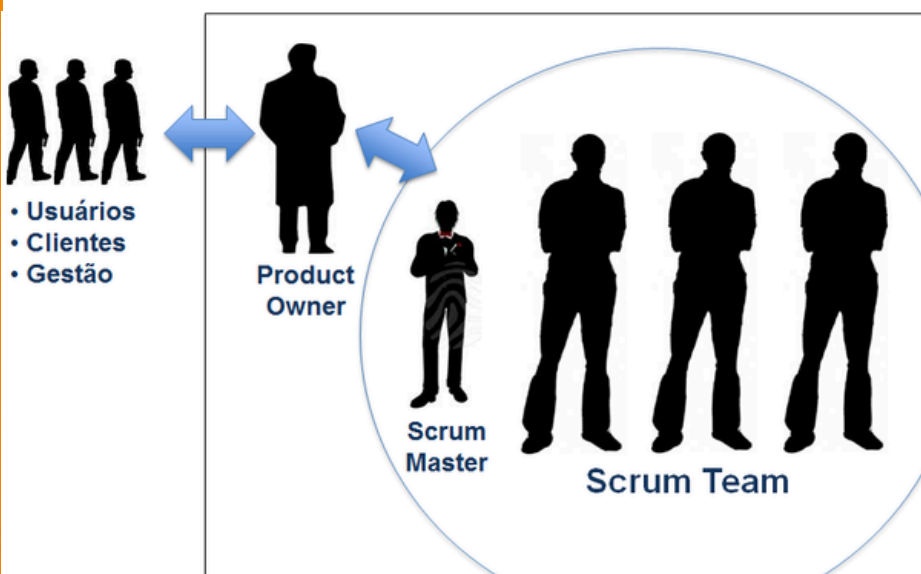 • Usuários
• Clientes
• Gestão
Product
Owner
Scrum
Master
Scrum Team